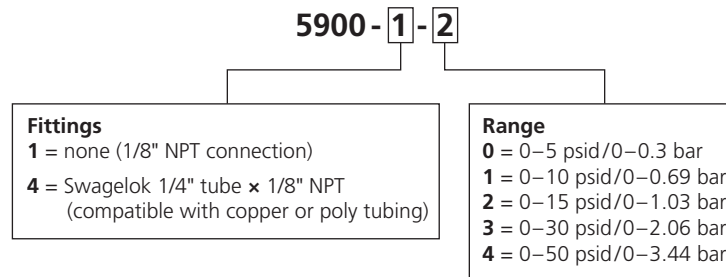 5900 - 1 - 2
Fittings
1 = none (1/8" NPT connection)
4 = Swagelok 1/4" tube × 1/8" NPT
(compatible with copper or poly tubing)
Range
0 = 0–5 psid/0–0.3 bar
1 = 0–10 psid/0–0.69 bar
2 = 0–15 psid/0–1.03 bar
3 = 0–30 psid/0–2.06 bar
4 = 0–50 psid/0–3.44 bar